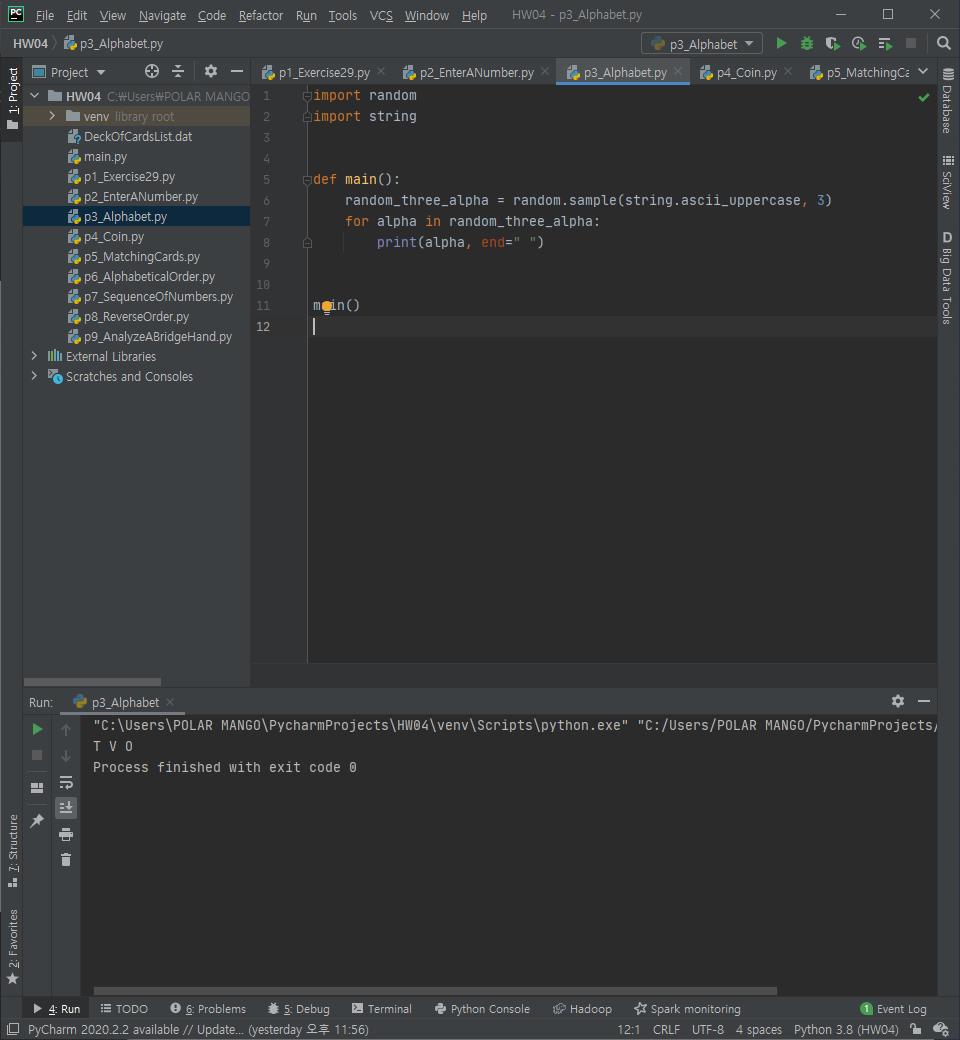 PC File Edit View Navigate Code Refactor Run Tools VCS Window Help HW04 - p3_Alphabet.py
HW04 p3_Alphabet.py p3_Alphabet
1: Project
Project
p1_Exercise29.py p2_EnterANumber.py p3_Alphabet.py p4_Coin.py p5_MatchingCa
HW04 C:₩Users₩POLAR MANGO
venv library root
DeckOfCardsList.dat
main.py
p1_Exercise29.py
p2_EnterANumber.py
p3_Alphabet.py
p4_Coin.py
p5_MatchingCards.py
p6_AlphabeticalOrder.py
p7_SequenceOfNumbers.py
p8_ReverseOrder.py
p9_AnalyzeABridgeHand.py
External Libraries
Scratches and Consoles
1 import random
2 import string
3
4
5 def main():
6 random_three_alpha = random.sample(string.ascii_uppercase, 3)
7 for alpha in random_three_alpha:
8 print(alpha, end=" ")
9
10
11 main()
12
Database
SciView
D Big Data Tools
Run: p3_Alphabet
"C:\Users\POLAR MANGO\PycharmProjects\HW04\venv\Scripts\python.exe" "C:/Users/POLAR MANGO/PycharmProjects/
T V O
Process finished with exit code 0
7: Structure
2: Favorites
4: Run TODO 6: Problems 5: Debug Terminal Python Console Hadoop Spark monitoring 1 Event Log
PyCharm 2020.2.2 available // Update... (yesterday 오후 11:56) 12:1 CRLF UTF-8 4 spaces Python 3.8 (HW04)